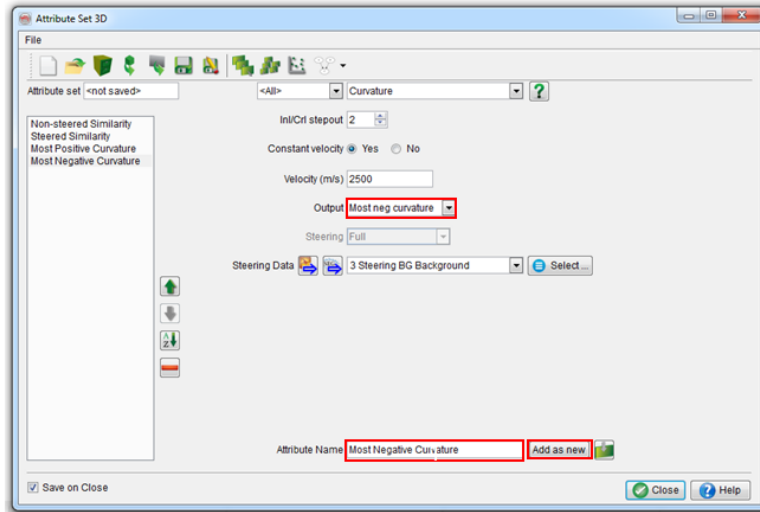 Attribute Set 3D
File
Attribute set <not saved> <All> Curvature
Non-steered Similarity
Steered Similarity
Most Positive Curvature
Most Negative Curvature
Inl/Crl stepout 2
Constant velocity Yes No
Velocity (m/s) 2500
Output Most neg curvature
Steering Full
Steering Data 3 Steering BG Background Select ...
Attribute Name Most Negative Curvature Add as new
Save on Close Close Help